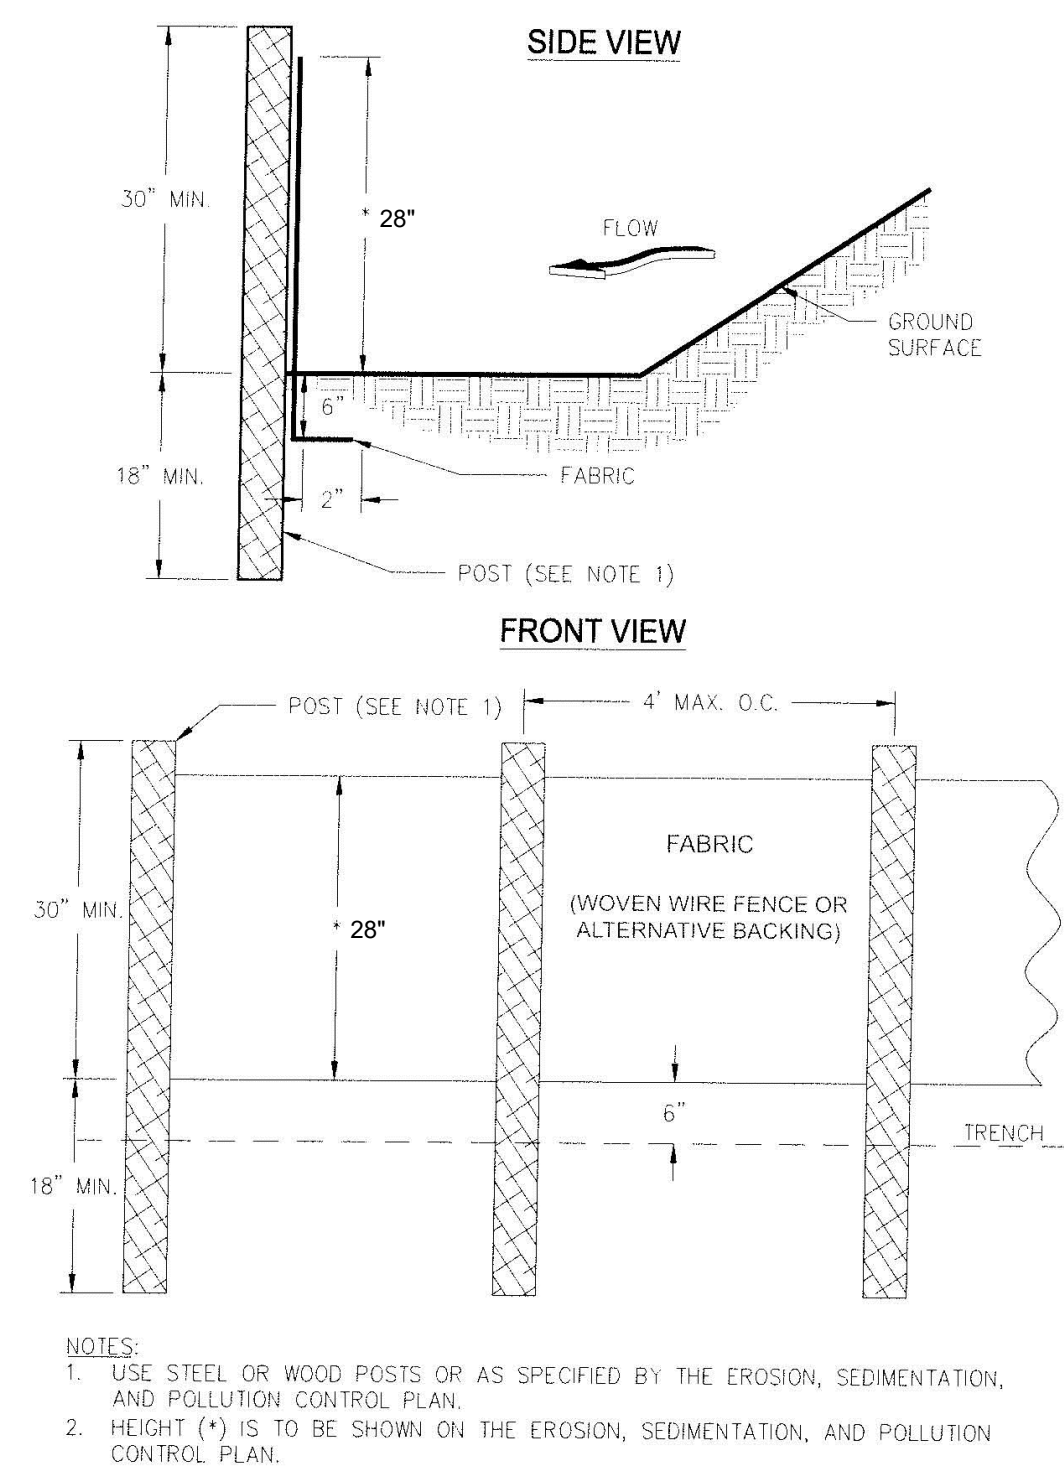 SIDE VIEW
30" MIN.
* 28"
FLOW
GROUND
SURFACE
6"
18" MIN.
FABRIC
2"
POST (SEE NOTE 1)
FRONT VIEW
POST (SEE NOTE 1)
4' MAX. O.C.
FABRIC
(WOVEN WIRE FENCE OR
ALTERNATIVE BACKING)
30" MIN.
* 28"
6"
TRENCH
18" MIN.
NOTES:
1. USE STEEL OR WOOD POSTS OR AS SPECIFIED BY THE EROSION, SEDIMENTATION,
AND POLLUTION CONTROL PLAN.
2. HEIGHT (*) IS TO BE SHOWN ON THE EROSION, SEDIMENTATION, AND POLLUTION
CONTROL PLAN.